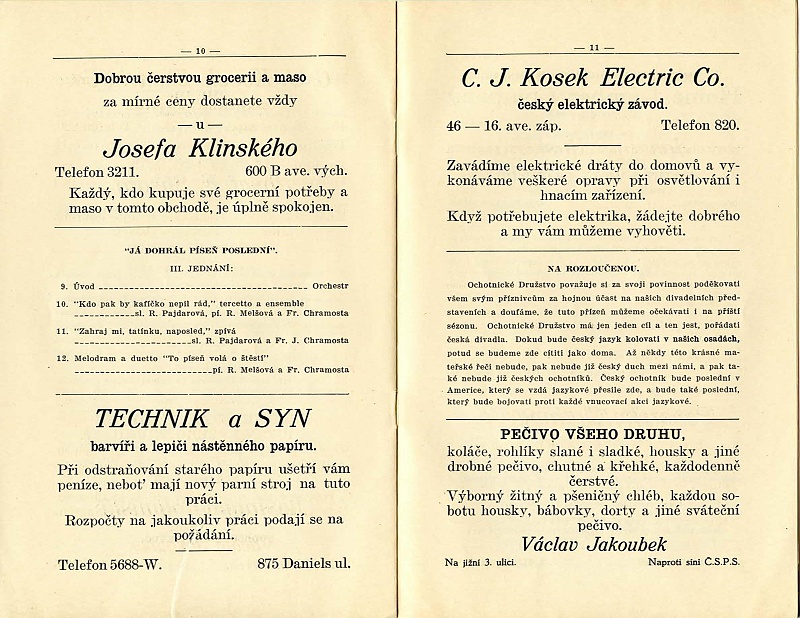 — 10 —
Dobrou čerstvou grocerii a maso
za mírné ceny dostanete vždy
— u —
Josefa Klinského
Telefon 3211. 600 B ave. vých.
Každý, kdo kupuje své grocerní potřeby a
maso v tomto obchodě, je úplně spokojen.
"JÁ DOHRÁL PÍSEŇ POSLEDNÍ".
III. JEDNÁNÍ:
9. Úvod Orchestr
10. "Kdo pak by kafíčko nepil rád," tercetto a ensemble
sl. R. Pajdarová, pí. R. Melšová a Fr. Chramosta
11. "Zahraj mi, tatínku, naposled," zpívá
sl. R. Pajdarová a Fr. J. Chramosta
12. Melodram a duetto "To píseň volá o štěstí"
pí. R. Melšová a Fr. Chramosta
TECHNIK a SYN
barvíři a lepiči nástěnného papíru.
Při odstraňování starého papíru ušetří vám
peníze, neboť mají nový parní stroj na tuto
práci.
Rozpočty na jakoukoliv práci podají se na
požádání.
Telefon 5688-W. 875 Daniels ul.
— 11 —
C. J. Kosek Electric Co.
český elektrický závod.
46 — 16. ave. záp. Telefon 820.
Zavádíme elektrické dráty do domovů a vy-
konáváme veškeré opravy při osvětlování i
hnacím zařízení.
Když potřebujete elektrika, žádejte dobrého
a my vám můžeme vyhověti.
NA ROZLOUČENOU.
Ochotnické Družstvo považuje si za svoji povinnost poděkovati
všem svým příznivcům za hojnou účast na našich divadelních před-
staveních a doufáme, že tuto přízeň můžeme očekávati i na příští
sézonu. Ochotnické Družstvo má jen jeden cíl a ten jest, pořádati
česká divadla. Dokud bude český jazyk kolovati v našich osadách,
potud se budeme zde cítiti jako doma. Až někdy této krásné ma-
teřské řeči nebude, pak nebude již český duch mezi námi, a pak ta-
ké nebude již českých ochotníků. Český ochotník bude poslední v
Americe, který se vzdá jazykové přesile zde, a bude také poslední,
který bude bojovati proti každé vnucovací akci jazykové.
PEČIVO VŠEHO DRUHU,
koláče, rohlíky slané i sladké, housky a jiné
drobné pečivo, chutné a křehké, každodenně
čerstvé.
Výborný žitný a pšeničný chléb, každou so-
botu housky, bábovky, dorty a jiné sváteční
pečivo.
Václav Jakoubek
Na jižní 3. ulici. Naproti síni Č.S.P.S.